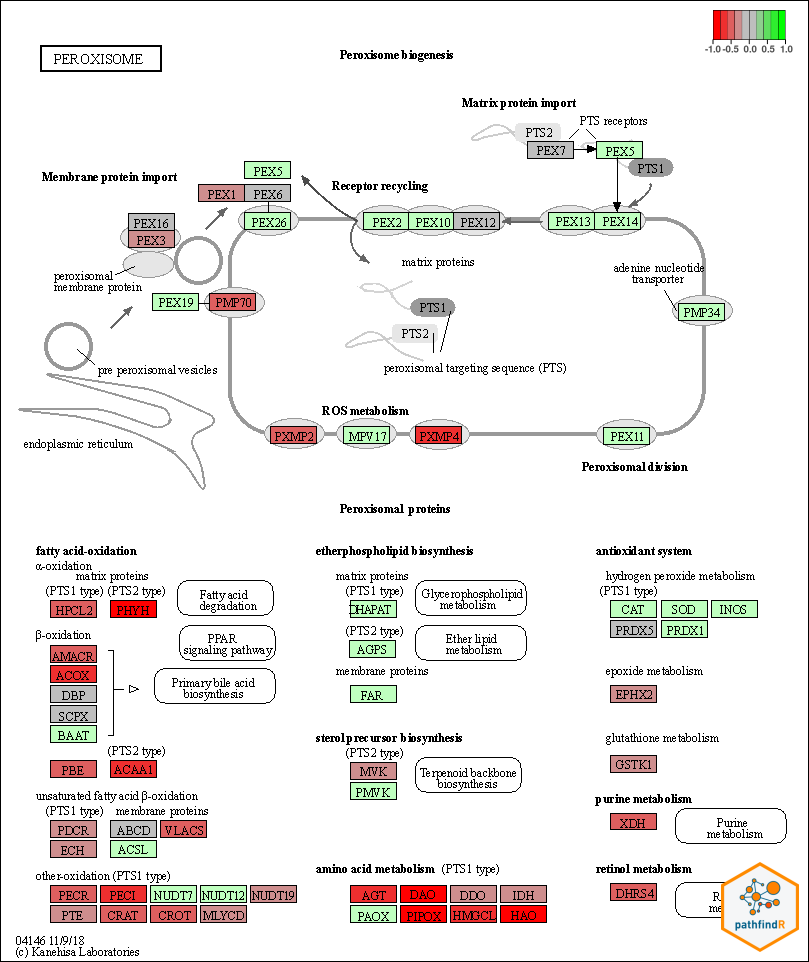 -1.0 -0.5 0.0 0.5 1.0
PEROXISOME
Peroxisome biogenesis
Matrix protein import
PTS receptors
PTS2
PEX7
PEX5
PTS1
Membrane protein import
PEX5
PEX1
PEX6
PEX26
Receptor recycling
PEX2
PEX10
PEX12
PEX13
PEX14
PEX16
PEX3
peroxisomal
membrane protein
PEX19
PMP70
matrix proteins
PTS1
PTS2
peroxisomal targeting sequence (PTS)
adenine nucleotide
transporter
PMP34
pre peroxisomal vesicles
endoplasmic reticulum
ROS metabolism
PXMP2
MPV17
PXMP4
PEX11
Peroxisomal division
Peroxisomal proteins
fatty acid-oxidation
α-oxidation
matrix proteins
(PTS1 type) (PTS2 type)
HPCL2
PHYH
Fatty acid
degradation
β-oxidation
PPAR
signaling pathway
AMACR
ACOX
DBP
SCPX
BAAT
Primary bile acid
biosynthesis
(PTS2 type)
PBE
ACAA1
unsaturated fatty acid β-oxidation
(PTS1 type) membrane proteins
PDCR
ABCD
VLACS
ECH
ACSL
other-oxidation (PTS1 type)
PECR
PECI
NUDT7
NUDT12
NUDT19
PTE
CRAT
CROT
MLYCD
etherphospholipid biosynthesis
matrix proteins
(PTS1 type)
DHAPAT
Glycerophospholipid
metabolism
(PTS2 type)
AGPS
Ether lipid
metabolism
membrane proteins
FAR
sterol precursor biosynthesis
(PTS2 type)
MVK
PMVK
Terpenoid backbone
biosynthesis
amino acid metabolism (PTS1 type)
AGT
DAO
DDO
IDH
PAOX
PIPOX
HMGCL
HAO
antioxidant system
hydrogen peroxide metabolism
(PTS1 type)
CAT
SOD
INOS
PRDX5
PRDX1
epoxide metabolism
EPHX2
glutathione metabolism
GSTK1
purine metabolism
XDH
Purine
metabolism
retinol metabolism
DHRS4
pathfindR
04146 11/9/18
(c) Kanehisa Laboratories